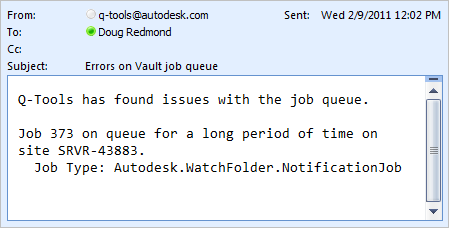 From: q-tools@autodesk.com Sent: Wed 2/9/2011 12:02 PM
To: Doug Redmond
Cc:
Subject: Errors on Vault job queue
Q-Tools has found issues with the job queue.
Job 373 on queue for a long period of time on
site SRVR-43883.
Job Type: Autodesk.WatchFolder.NotificationJob